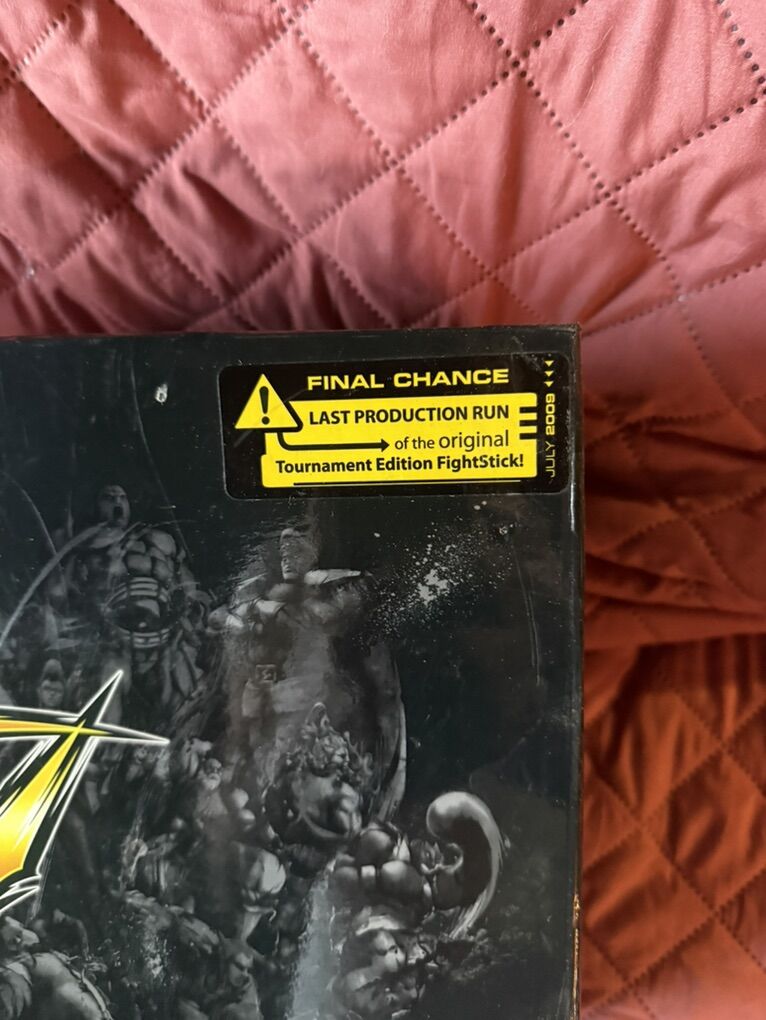 FINAL CHANCE
LAST PRODUCTION RUN
of the original
Tournament Edition FightStick!
JULY 2009